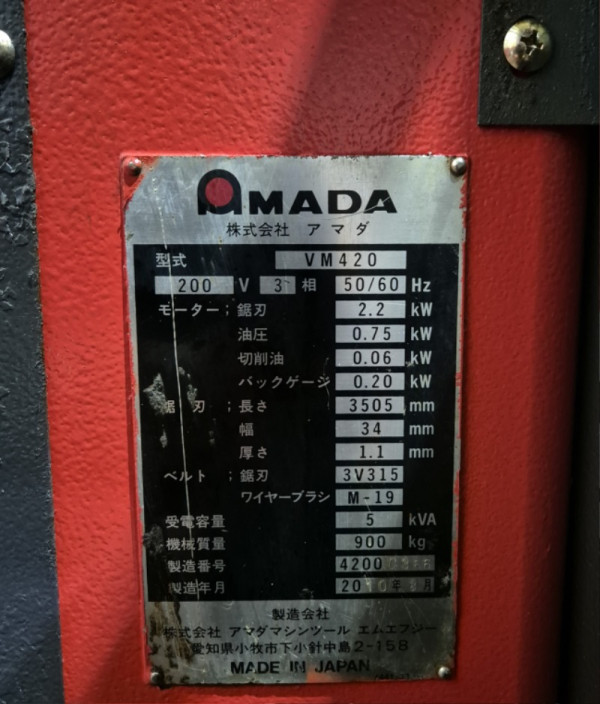 AMADA
株式会社 アマダ
型式 VM420
200 V 3 相 50/60 Hz
モーター ; 鋸刃 2.2 kW
油圧 0.75 kW
切削油 0.06 kW
バックゲージ 0.20 kW
鋸刃 ; 長さ 3505 mm
幅 34 mm
厚さ 1.1 mm
ベルト ; 鋸刃 3V315
ワイヤーブラシ M-19
受電容量 5 kVA
機械質量 900 kg
製造番号 4200
製造年月 年 月
製造会社
株式会社 アマダマシンツール エムエフジー
愛知県小牧市下小針中島2-158
MADE IN JAPAN